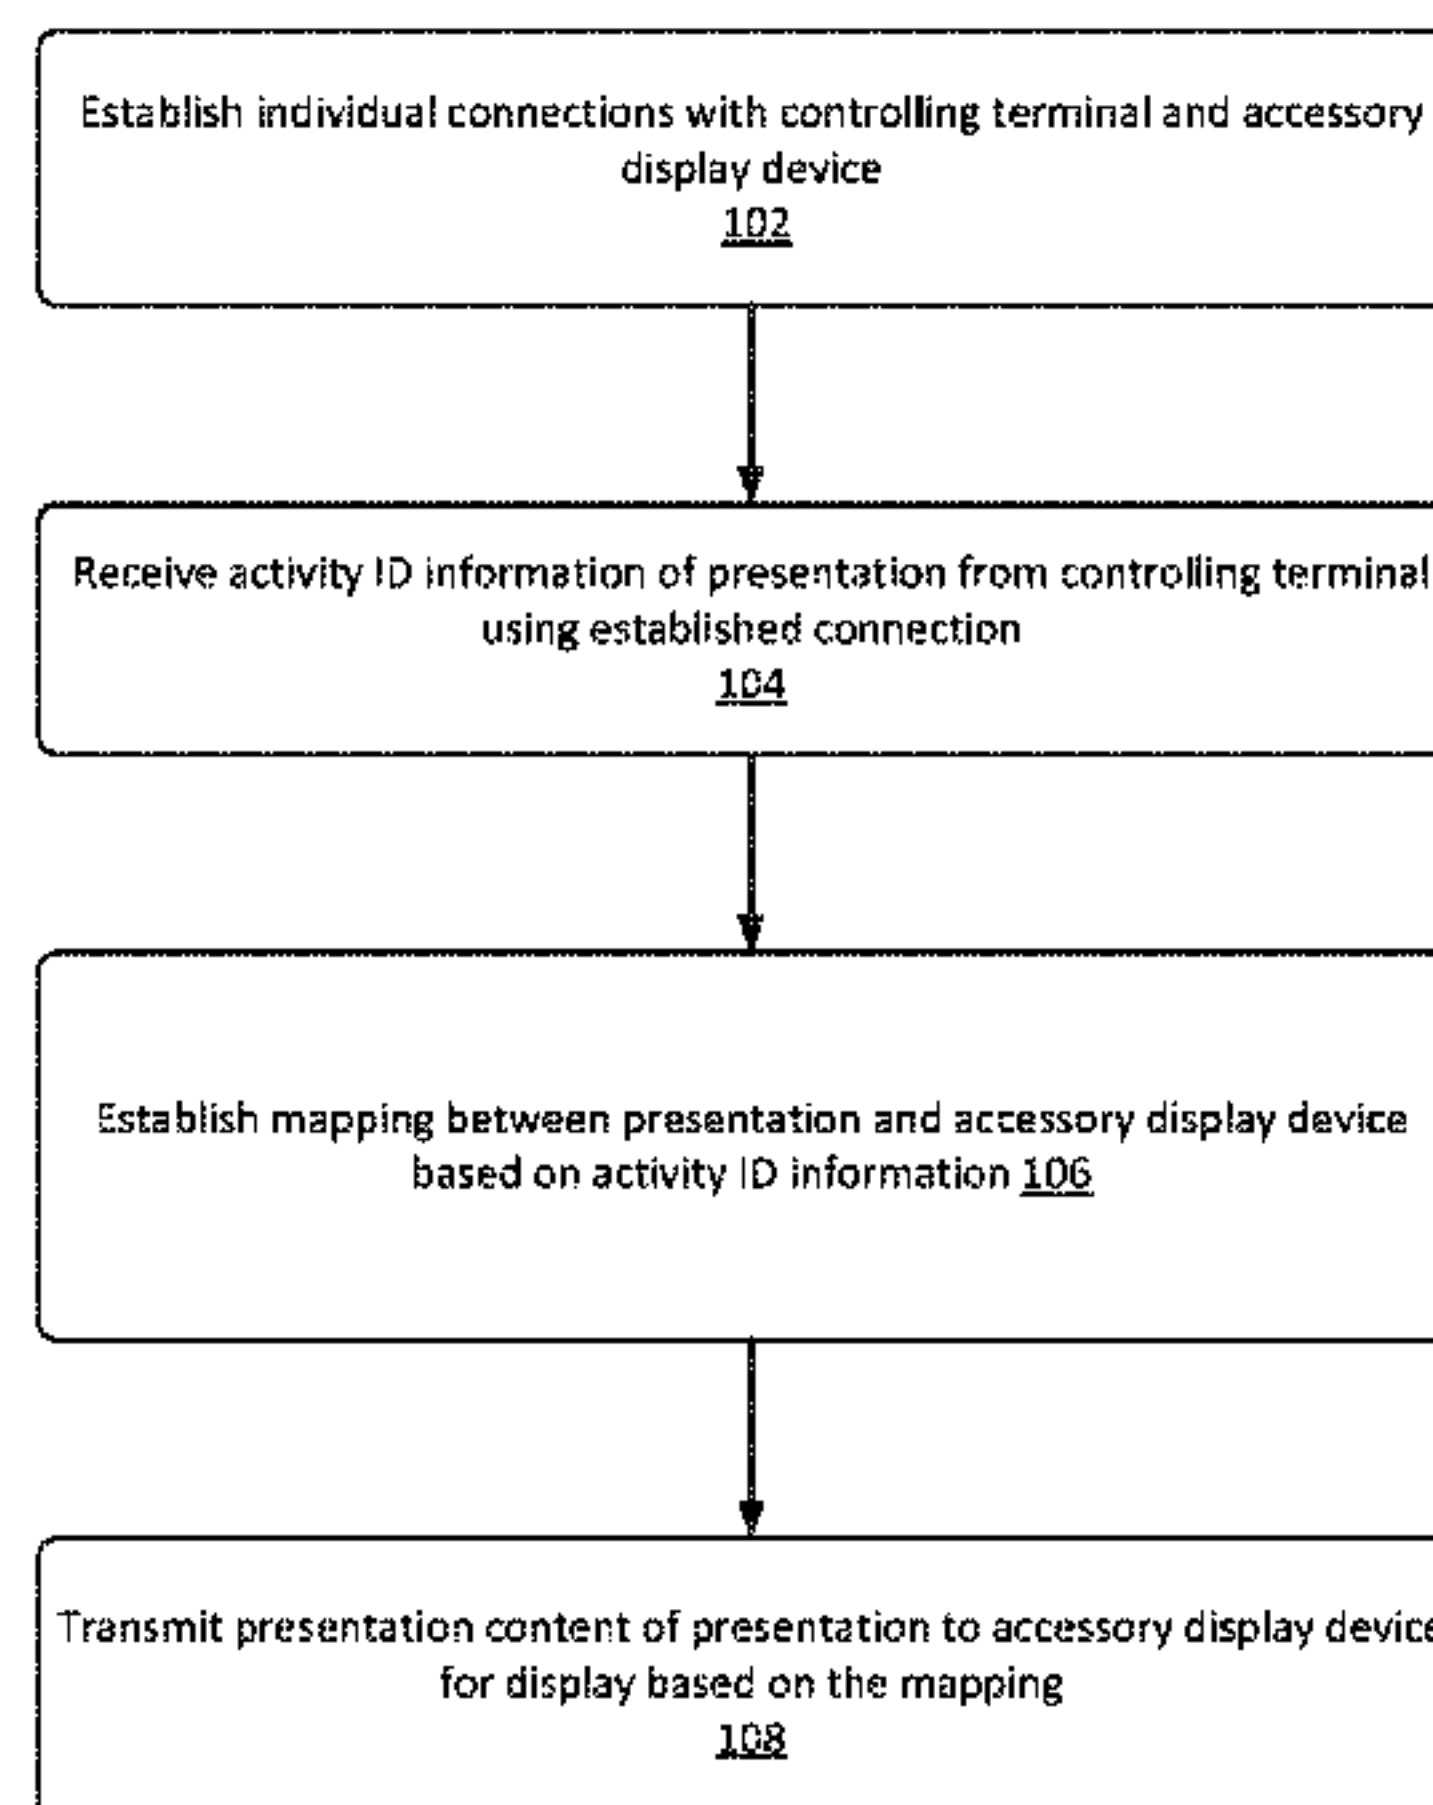 Establish individual connections with controlling terminal and accessory
display device
102
Receive activity ID information of presentation from controlling terminal
using established connection
104
Establish mapping between presentation and accessory display device
based on activity ID information 106
Transmit presentation content of presentation to accessory display device
for display based on the mapping
108